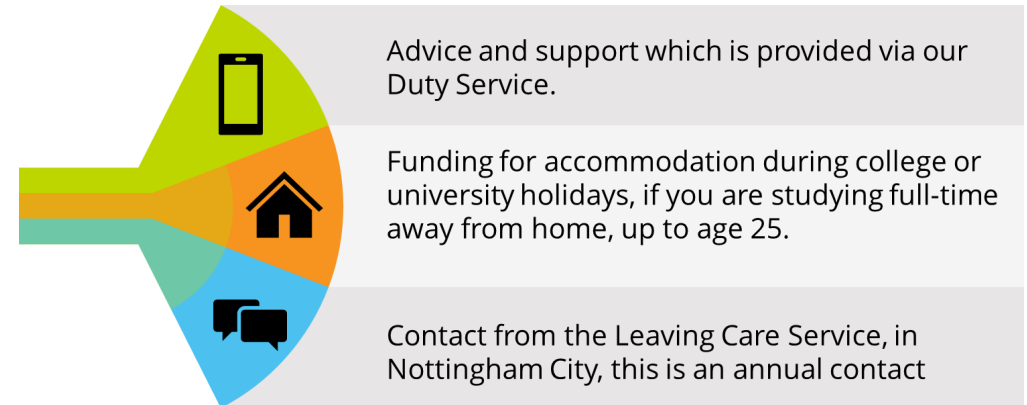 Advice and support which is provided via our
Duty Service.
Funding for accommodation during college or
university holidays, if you are studying full-time
away from home, up to age 25.
Contact from the Leaving Care Service, in
Nottingham City, this is an annual contact